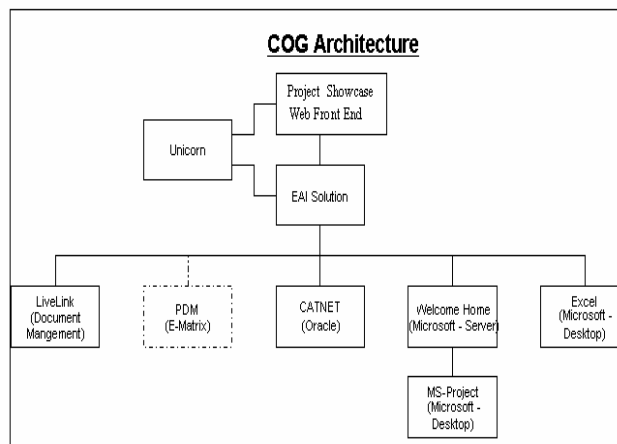 COG Architecture
Project Showcase
Web Front End
Unicorn
EAI Solution
LiveLink
(Document
Mangement)
PDM
(E-Matrix)
CATNET
(Oracle)
Welcome Home
(Microsoft - Server)
Excel
(Microsoft -
Desktop)
MS-Project
(Microsoft -
Desktop)